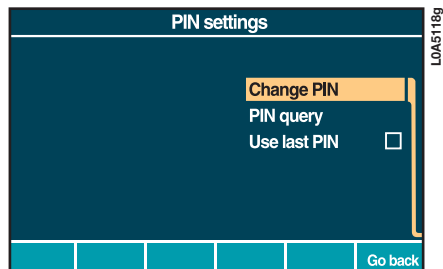 PIN settings
L0A5118g
Change PIN
PIN query
Use last PIN
Go back